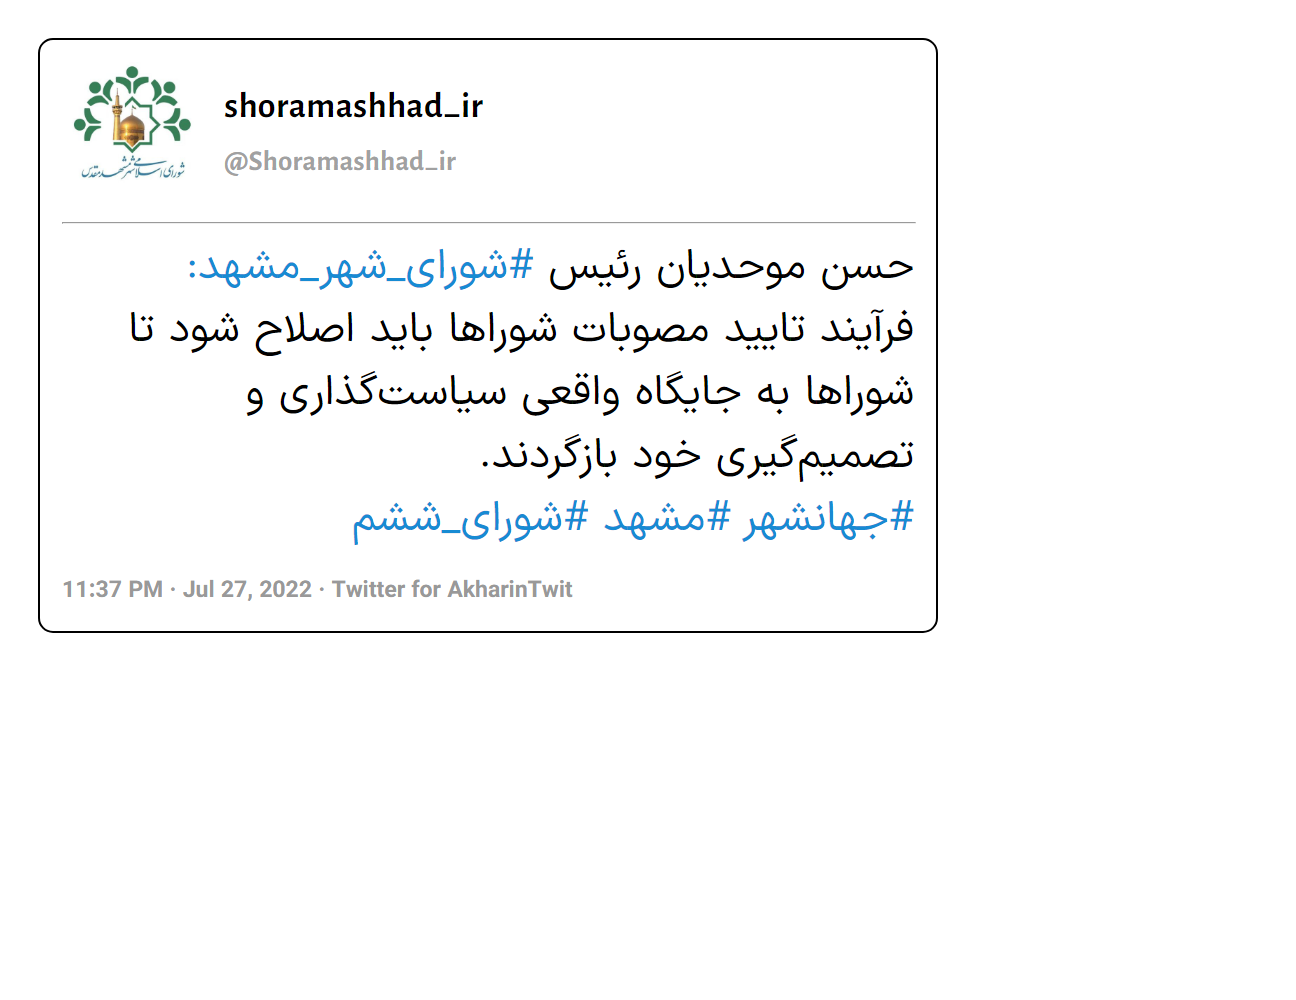 شورای اسلامی شهر مشهد مقدس
shoramashhad_ir
@Shoramashhad_ir
حسن موحدیان رئیس #شورای_شهر_مشهد:
فرآیند تایید مصوبات شوراها باید اصلاح شود تا
شوراها به جایگاه واقعی سیاست‌گذاری و
تصمیم‌گیری خود بازگردند.
#جهانشهر #مشهد #شورای_ششم
11:37 PM · Jul 27, 2022 · Twitter for AkharinTwit